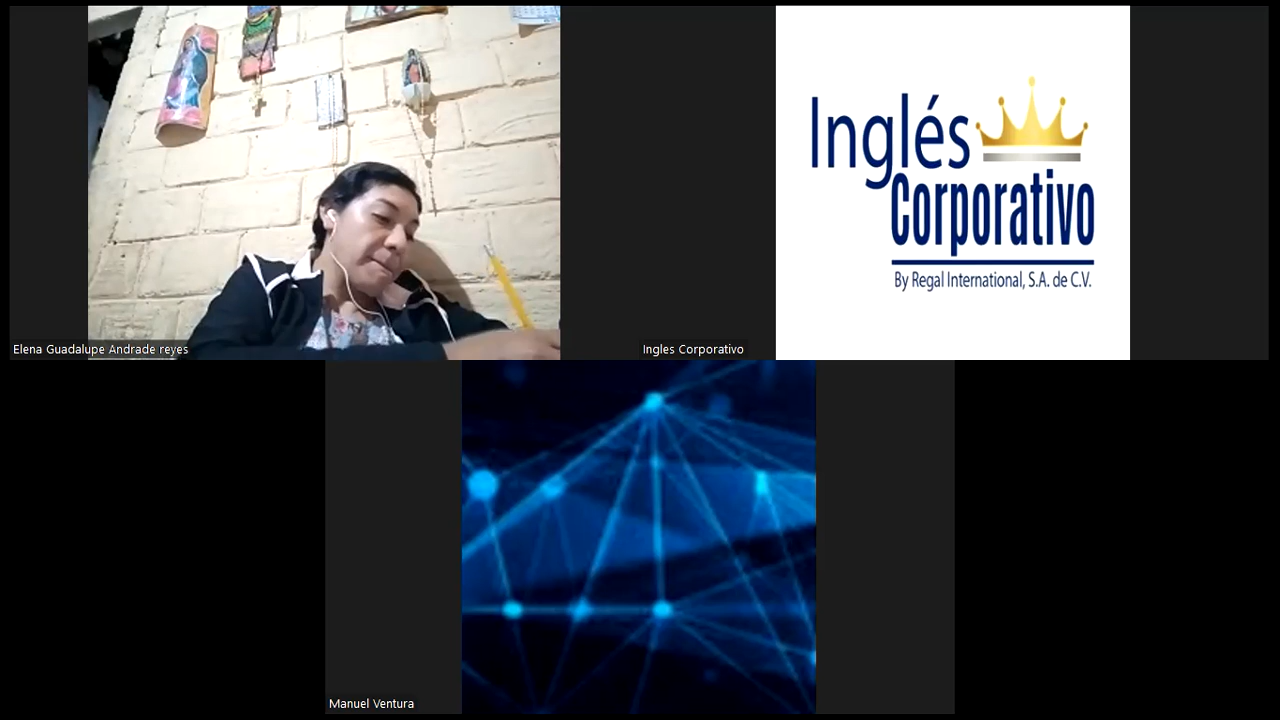 Inglés
Corporativo
By Regal International, S.A. de C.V.
Elena Guadalupe Andrade reyes
Ingles Corporativo
Manuel Ventura